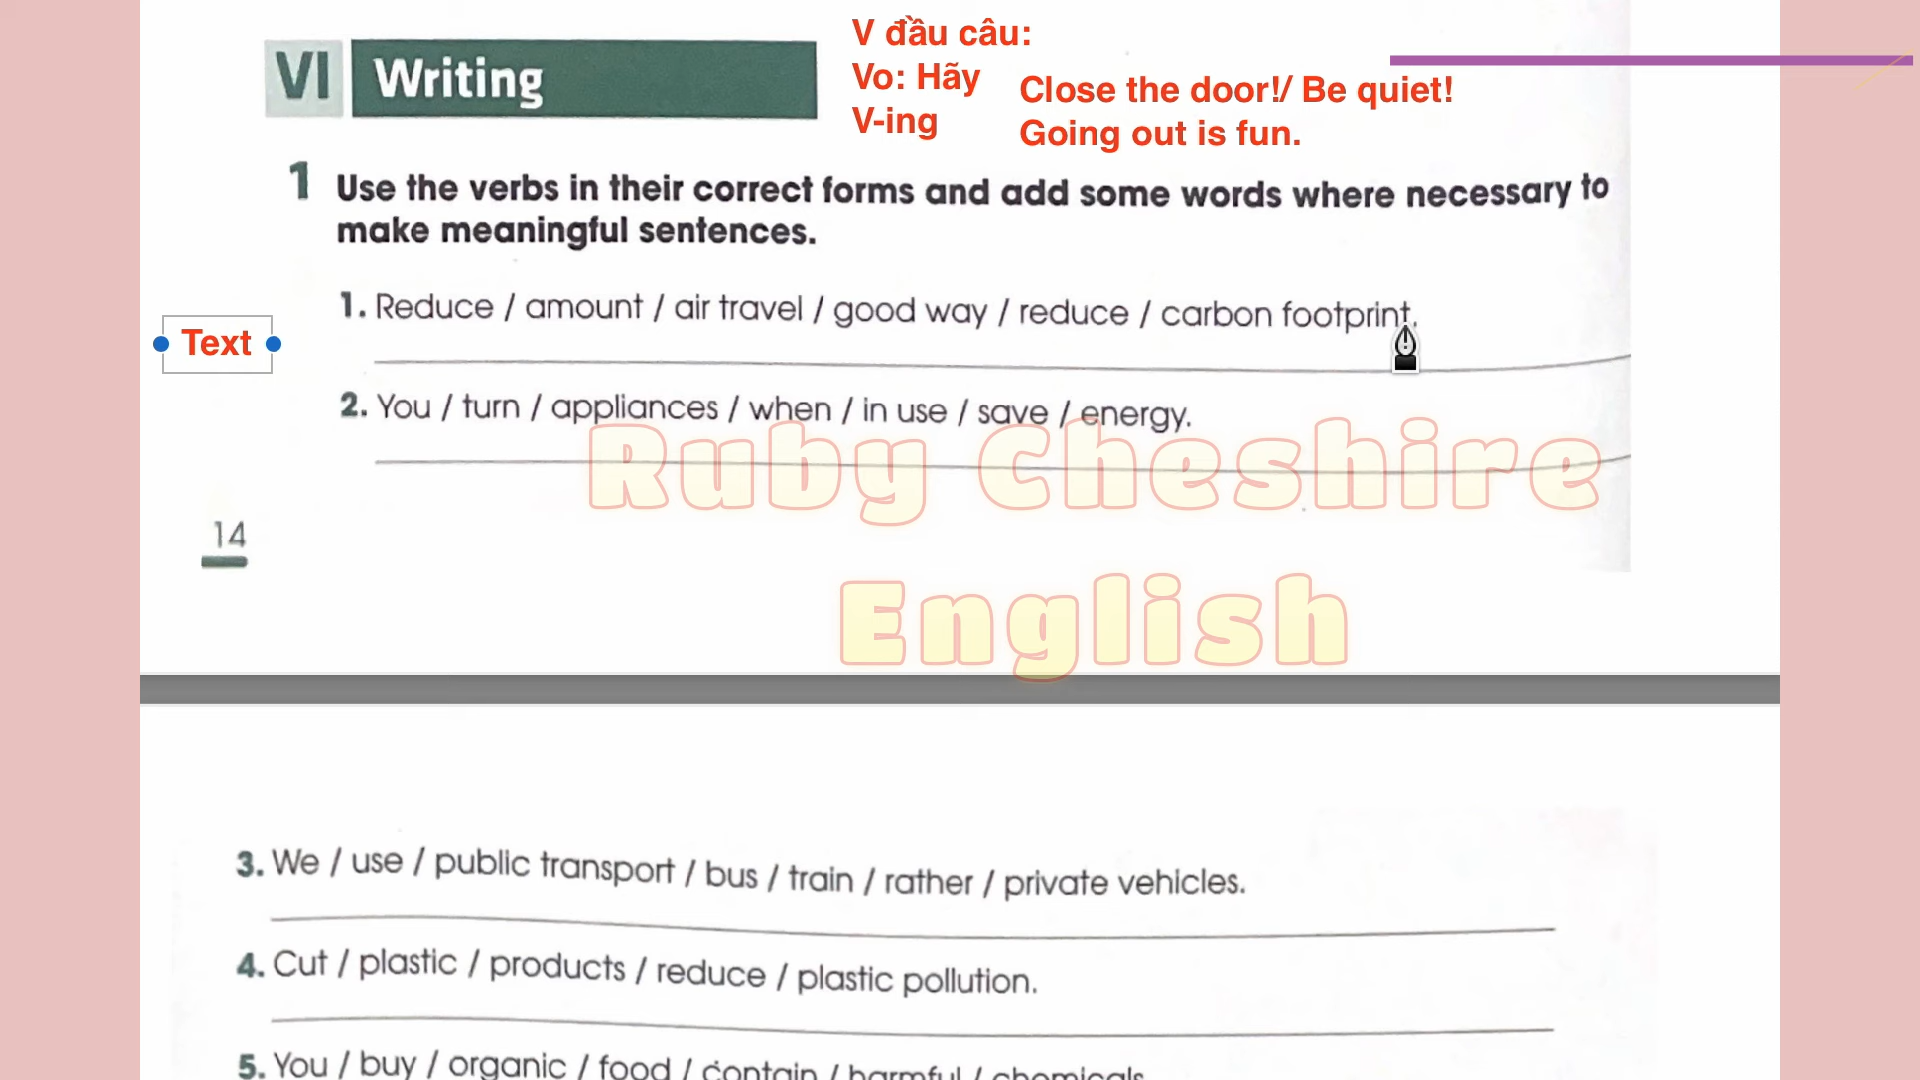 V đầu câu:
Vo: Hãy
V-ing
Close the door!/ Be quiet!
Going out is fun.
VI Writing
1 Use the verbs in their correct forms and add some words where necessary to
make meaningful sentences.
1. Reduce / amount / air travel / good way / reduce / carbon footprint.
Text
2. You / turn / appliances / when / in use / save / energy.
Ruby Cheshire
English
14
3. We / use / public transport / bus / train / rather / private vehicles.
4. Cut / plastic / products / reduce / plastic pollution.
5. You / buy / organic / food / contain / harmful / chemicals